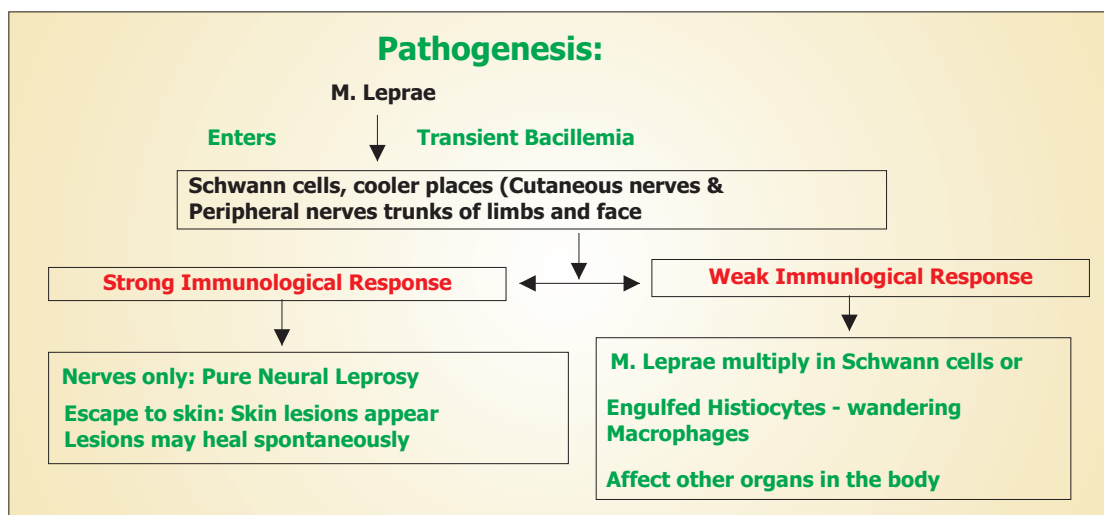 Pathogenesis:
M. Leprae
Enters
Transient Bacillemia
Schwann cells, cooler places (Cutaneous nerves &
Peripheral nerves trunks of limbs and face
Strong Immunological Response
Weak Immunlogical Response
Nerves only: Pure Neural Leprosy
Escape to skin: Skin lesions appear
Lesions may heal spontaneously
M. Leprae multiply in Schwann cells or
Engulfed Histiocytes - wandering
Macrophages
Affect other organs in the body